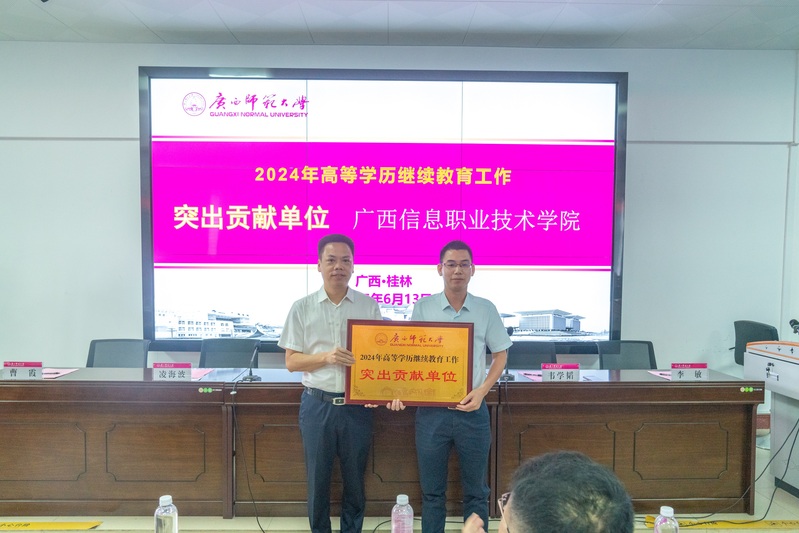 广西师范大学
GUANGXI NORMAL UNIVERSITY
2024年高等学历继续教育工作
突出贡献单位 广西信息职业技术学院
广西·桂林
年6月13
广西师范大学
2024年高等学历继续教育工作
突出贡献单位
曹霞
凌海波
韦学韬
李敏